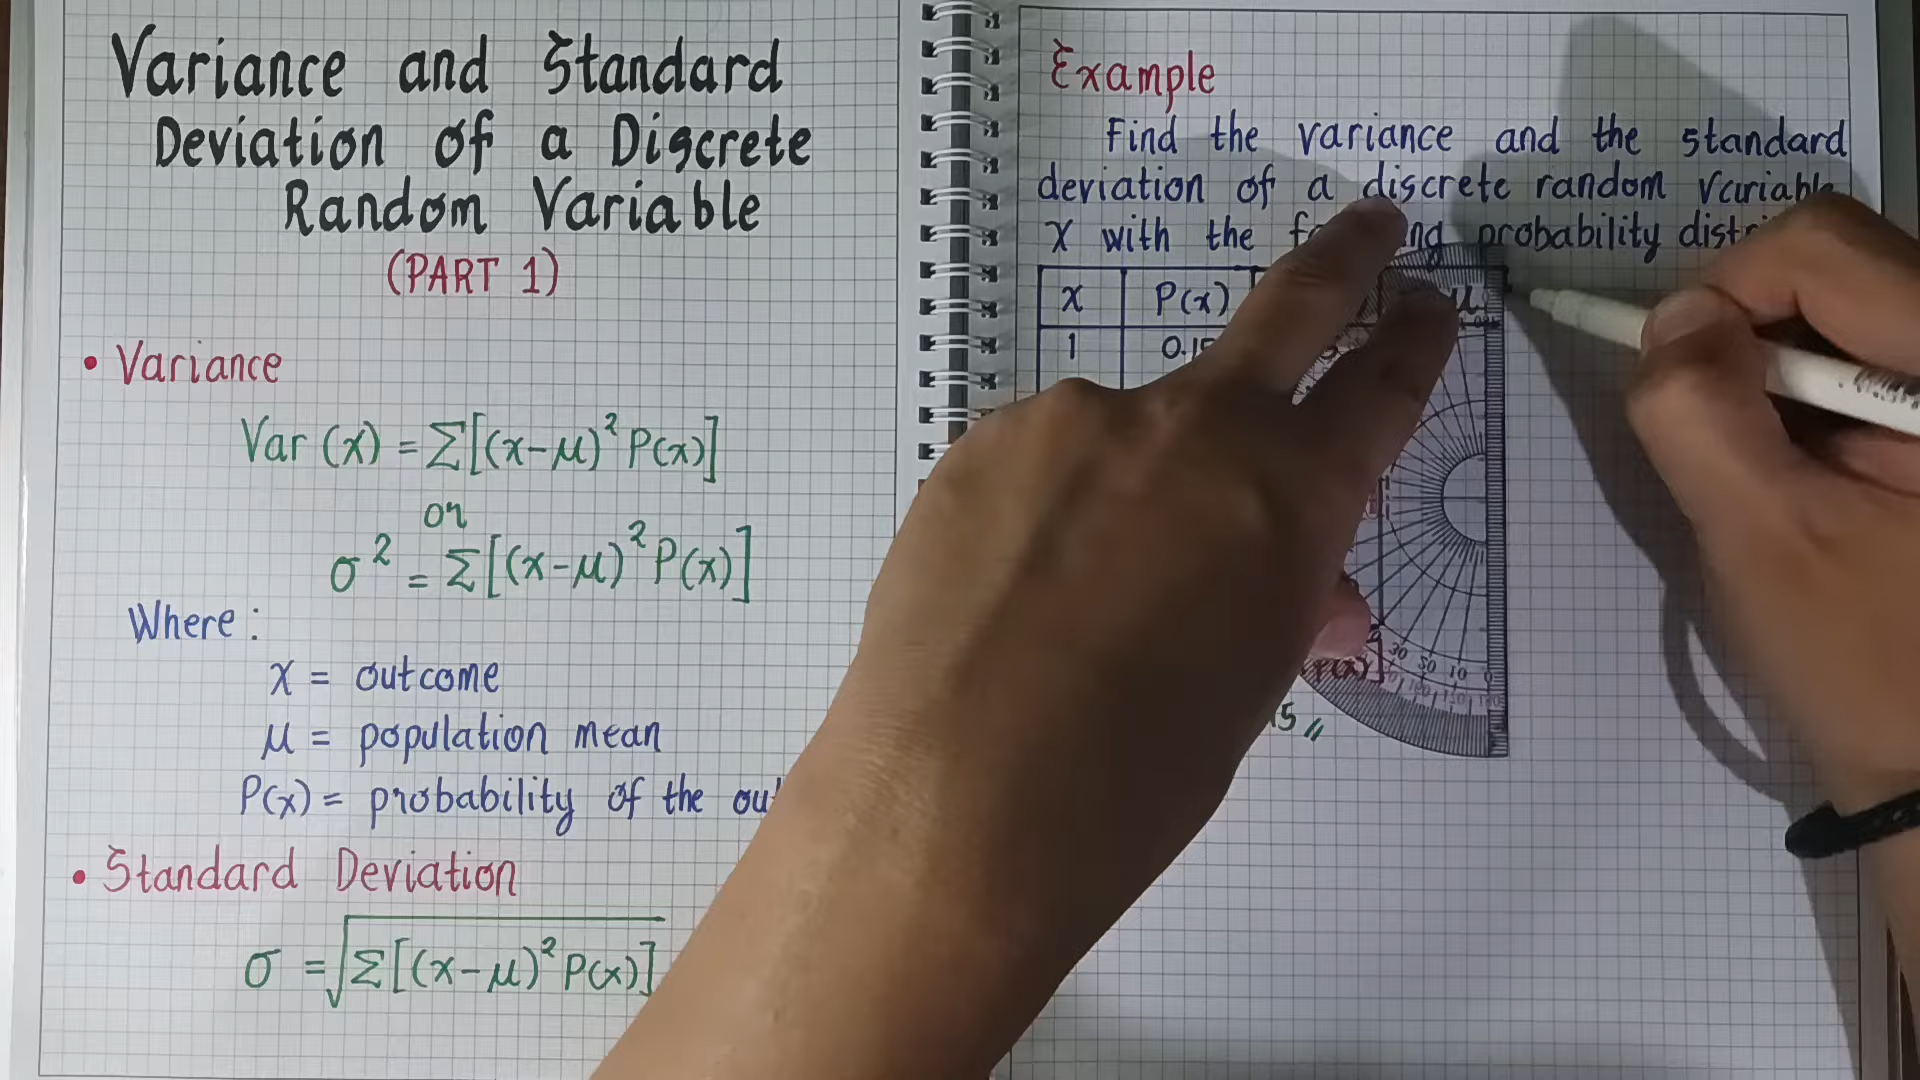 Variance and Standard
Deviation of a Discrete
Random Variable
(PART 1)
• Variance
Var (x) = Σ[(x-μ)² P(x)]
or
σ² = Σ[(x-μ)² P(x)]
Where:
x = outcome
μ = population mean
P(x) = probability of the
• Standard Deviation
σ = √Σ[(x-μ)² P(x)]
Example
Find the variance and the standard
deviation of a discrete random variable
X with the probability
x P(x) μ
1